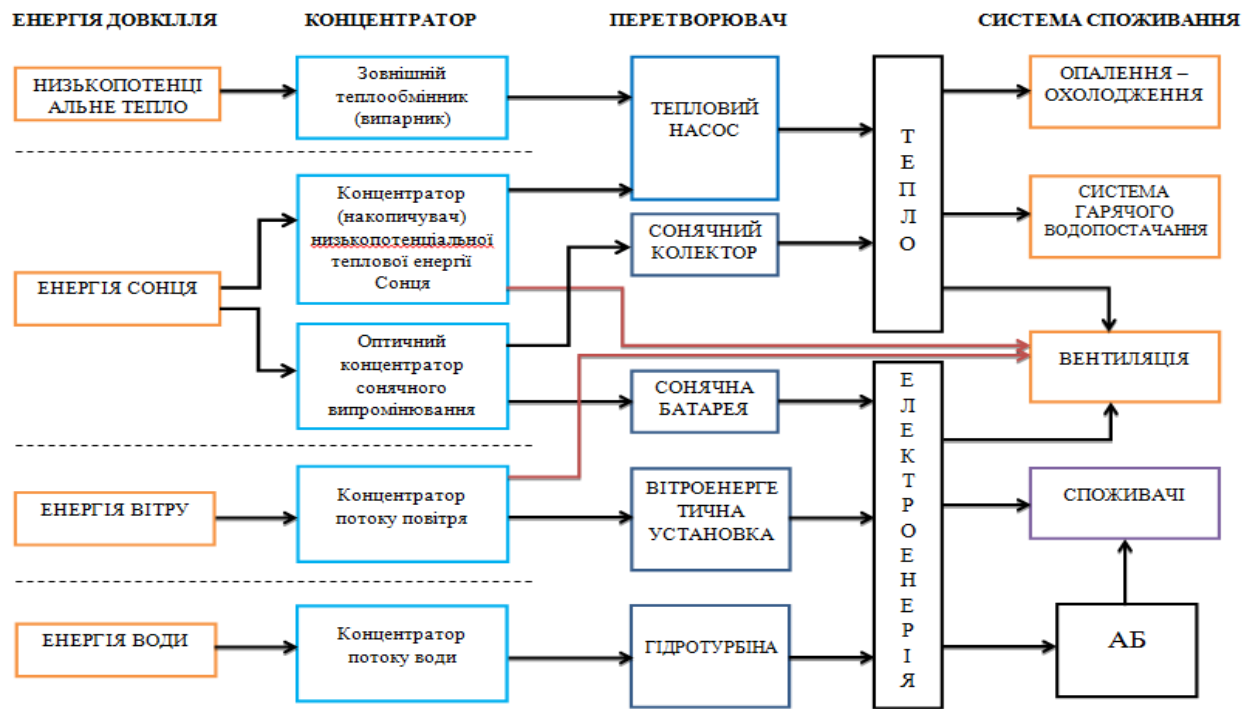 ЕНЕРГІЯ ДОВКІЛЛЯ
КОНЦЕНТРАТОР
ПЕРЕТВОРЮВАЧ
СИСТЕМА СПОЖИВАННЯ
НИЗЬКОПОТЕНЦІ
АЛЬНЕ ТЕПЛО
Зовнішній
теплообмінник
(випарник)
ТЕПЛОВИЙ
НАСОС
Т
Е
П
Л
О
ОПАЛЕННЯ –
ОХОЛОДЖЕННЯ
ЕНЕРГІЯ СОНЦЯ
Концентратор
(накопичувач)
низькопотенціальної
теплової енергії
Сонця
СОНЯЧНИЙ
КОЛЕКТОР
СИСТЕМА
ГАРЯЧОГО
ВОДОПОСТАЧАННЯ
Оптичний
концентратор
сонячного
випромінювання
СОНЯЧНА
БАТАРЕЯ
Е
Л
Е
К
Т
Р
О
Е
Н
Е
Р
Г
І
Я
ВЕНТИЛЯЦІЯ
ЕНЕРГІЯ ВІТРУ
Концентратор
потоку повітря
ВІТРОЕНЕРГЕ
ТИЧНА
УСТАНОВКА
СПОЖИВАЧІ
ЕНЕРГІЯ ВОДИ
Концентратор
потоку води
ГІДРОТУРБІНА
АБ